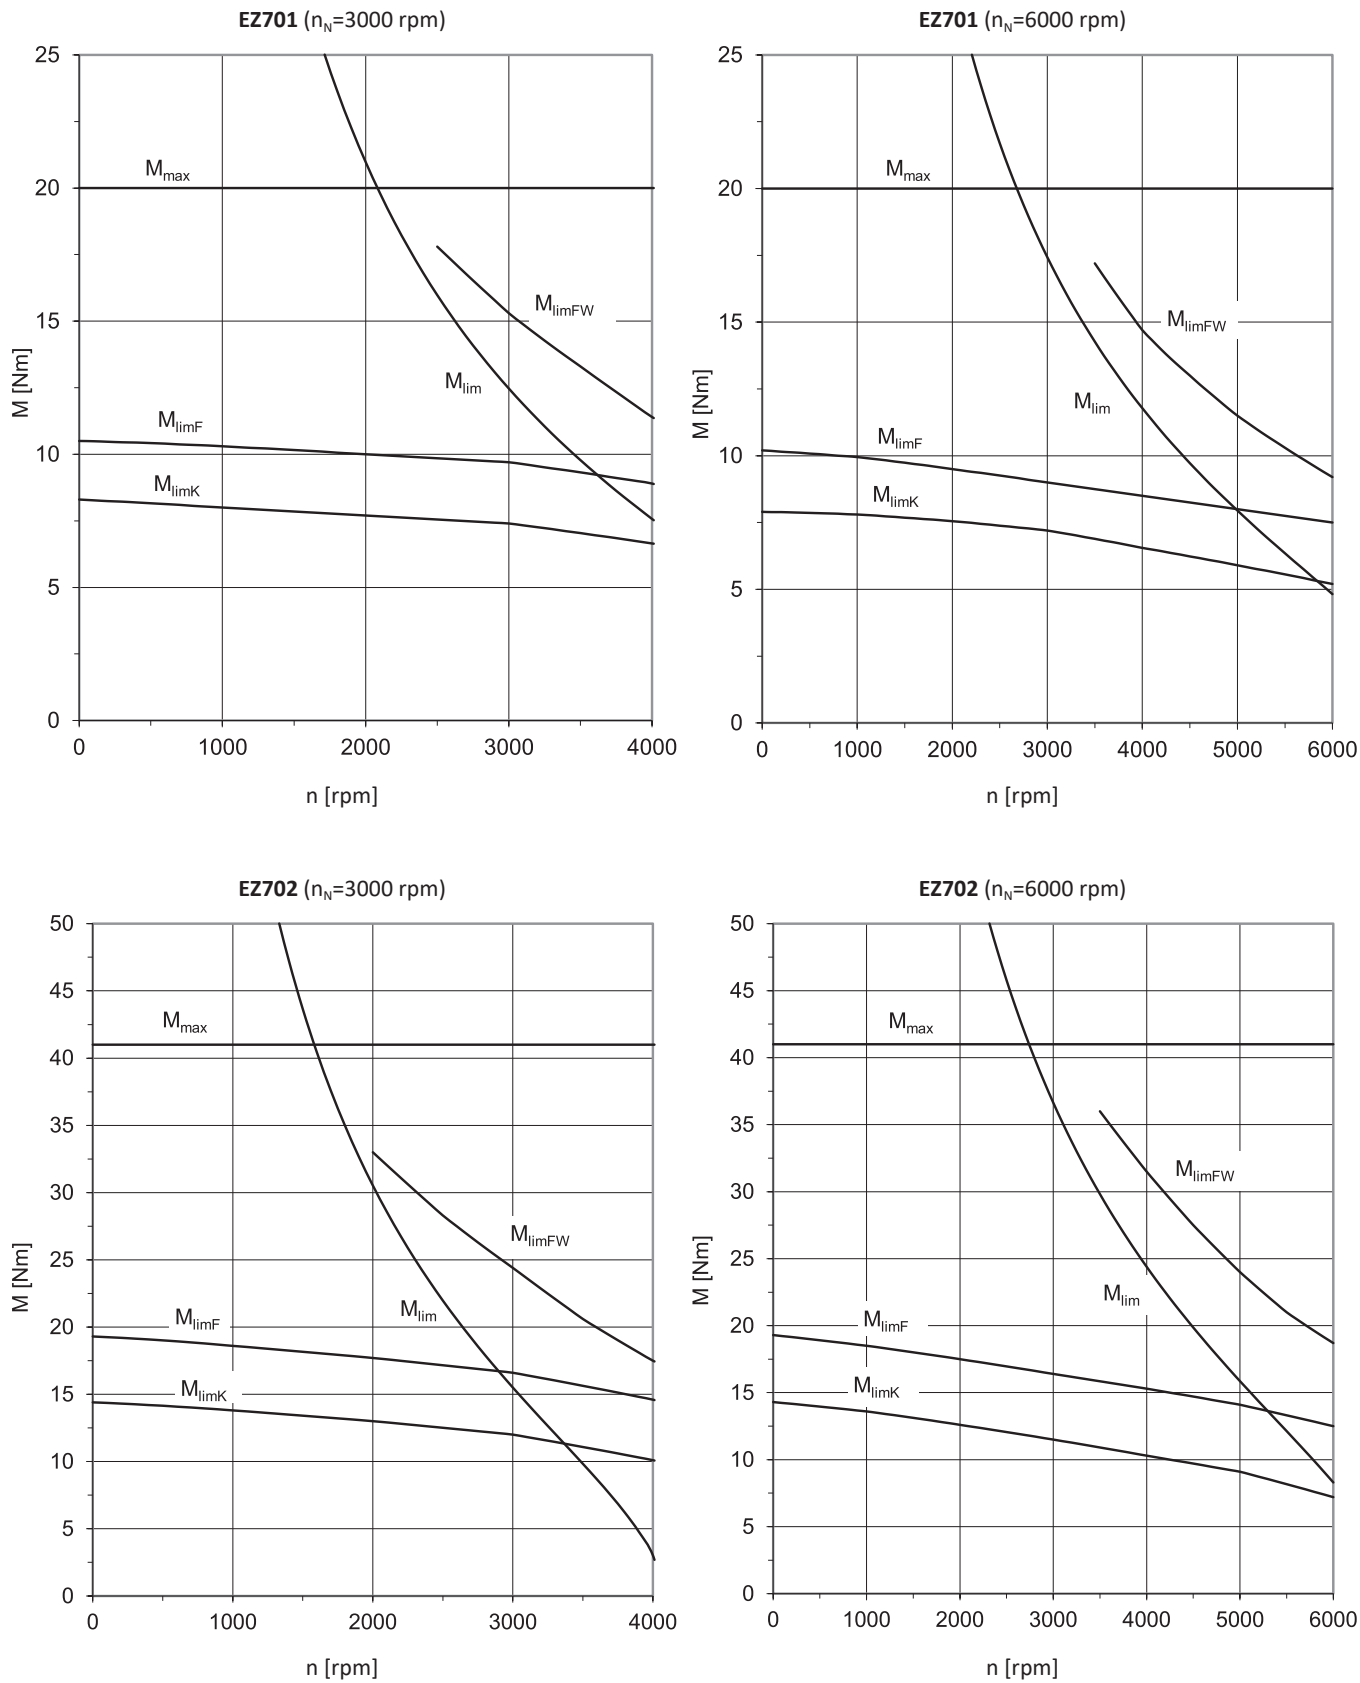 EZ701 (nN=3000 rpm)
25
20
15
10
5
0
M [Nm]
Mmax
MlimFW
Mlim
MlimF
MlimK
0 1000 2000 3000 4000
n [rpm]
EZ701 (nN=6000 rpm)
25
20
15
10
5
0
M [Nm]
Mmax
MlimFW
Mlim
MlimF
MlimK
0 1000 2000 3000 4000 5000 6000
n [rpm]
EZ702 (nN=3000 rpm)
50
45
40
35
30
25
20
15
10
5
0
M [Nm]
Mmax
MlimFW
Mlim
MlimF
MlimK
0 1000 2000 3000 4000
n [rpm]
EZ702 (nN=6000 rpm)
50
45
40
35
30
25
20
15
10
5
0
M [Nm]
Mmax
MlimFW
Mlim
MlimF
MlimK
0 1000 2000 3000 4000 5000 6000
n [rpm]